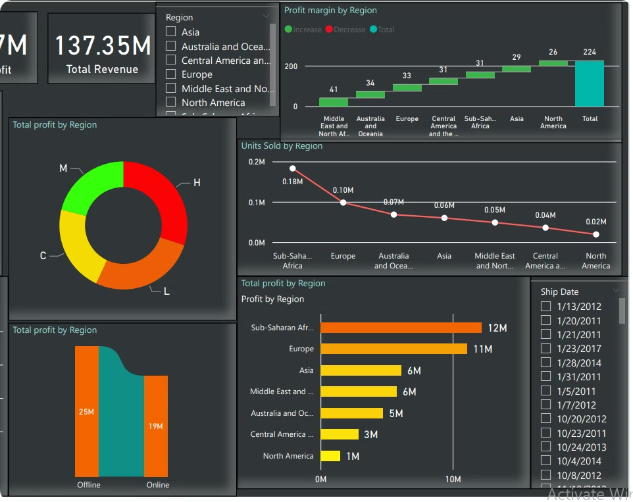 7M
fit
137.35M
Total Revenue
Region
Asia
Australia and Ocea...
Central America an...
Europe
Middle East and No...
North America
Profit margin by Region
Increase Decrease Total
200
0
41
34
33
31
31
29
26
224
Middle East and North Af...
Australia and Oceania
Europe
Central America and the ...
Sub-Sah... Africa
Asia
North America
Total
Total profit by Region
M
H
C
L
Units Sold by Region
0.2M
0.1M
0.0M
0.18M
0.10M
0.07M
0.06M
0.05M
0.04M
0.02M
Sub-Saha... Africa
Europe
Australia and Ocea...
Asia
Middle East and Nort...
Central America a...
North America
Total profit by Region
25M
19M
Offline
Online
Total profit by Region
Profit by Region
Sub-Saharan Afr... 12M
Europe 11M
Asia 6M
Middle East and ... 6M
Australia and Oc... 5M
Central America ... 3M
North America 1M
0M 10M
Ship Date
1/13/2012
1/20/2011
1/21/2011
1/23/2017
1/28/2014
1/31/2011
1/5/2011
1/7/2012
10/20/2012
10/23/2011
10/24/2013
10/4/2014
10/8/2012
Activate Wi